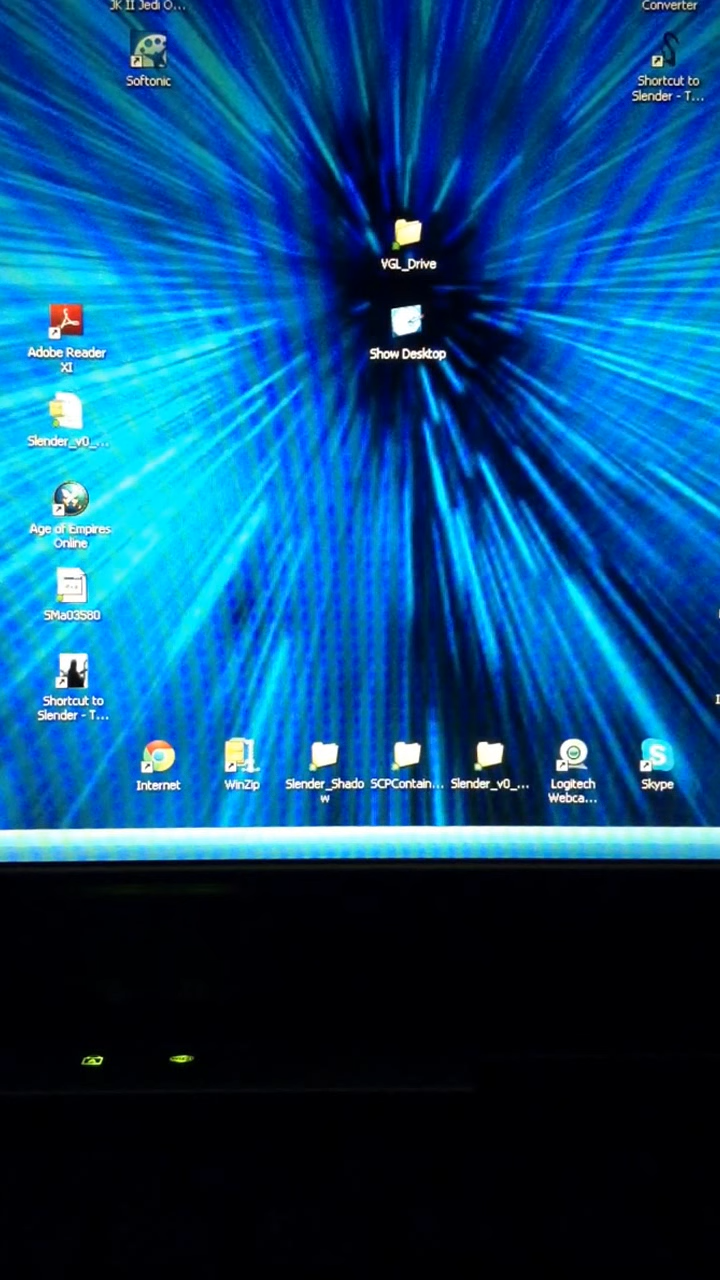 JK II Jedi O...
Converter
Softonic
Shortcut to
Slender - T...
VGL_Drive
Show Desktop
Adobe Reader
XI
Slender_v0_...
Age of Empires
Online
SMa03580
Shortcut to
Slender - T...
Internet
WinZip
Slender_Shado
w
SCPContain...
Slender_v0_...
Logitech
Webca...
Skype